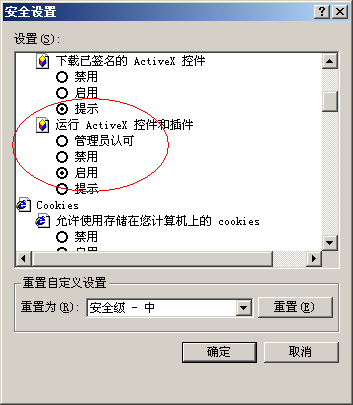 安全设置
设置(S):
下载已签名的 ActiveX 控件
禁用
启用
提示
运行 ActiveX 控件和插件
管理员认可
禁用
启用
提示
Cookies
允许使用存储在您计算机上的 cookies
禁用
启用
重置自定义设置
重置为(R): 安全级 - 中 重置(E)
确定 取消